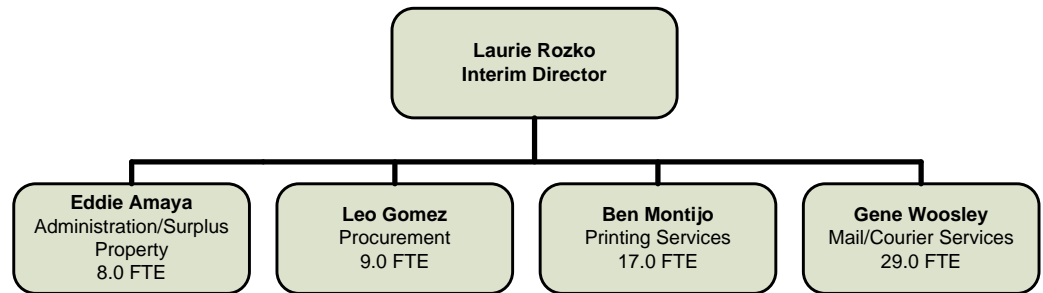 Laurie Rozko
Interim Director
Eddie Amaya
Administration/Surplus
Property
8.0 FTE
Leo Gomez
Procurement
9.0 FTE
Ben Montijo
Printing Services
17.0 FTE
Gene Woosley
Mail/Courier Services
29.0 FTE